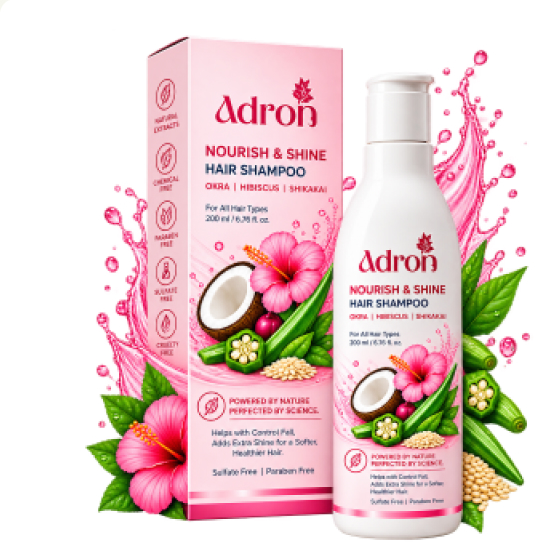 NATURAL
EXTRACTS
CHEMICAL
FREE
PARABEN
FREE
SULFATE
FREE
CRUELTY
FREE
Adron
NOURISH & SHINE
HAIR SHAMPOO
OKRA | HIBISCUS | SHIKAKAI
For All Hair Types
200 ml / 6.76 fl. oz.
POWERED BY NATURE
PERFECTED BY SCIENCE.
Helps with Control Fall,
Adds Extra Shine for a Softer,
Healthier Hair.
Sulfate Free | Paraben Free
Adron
NOURISH & SHINE
HAIR SHAMPOO
OKRA | HIBISCUS | SHIKAKAI
For All Hair Types
200 ml / 6.76 fl. oz.
POWERED BY NATURE
PERFECTED BY SCIENCE.
Helps with Control Fall,
Adds Extra Shine for a Softer,
Healthier Hair.
Sulfate Free | Paraben Free